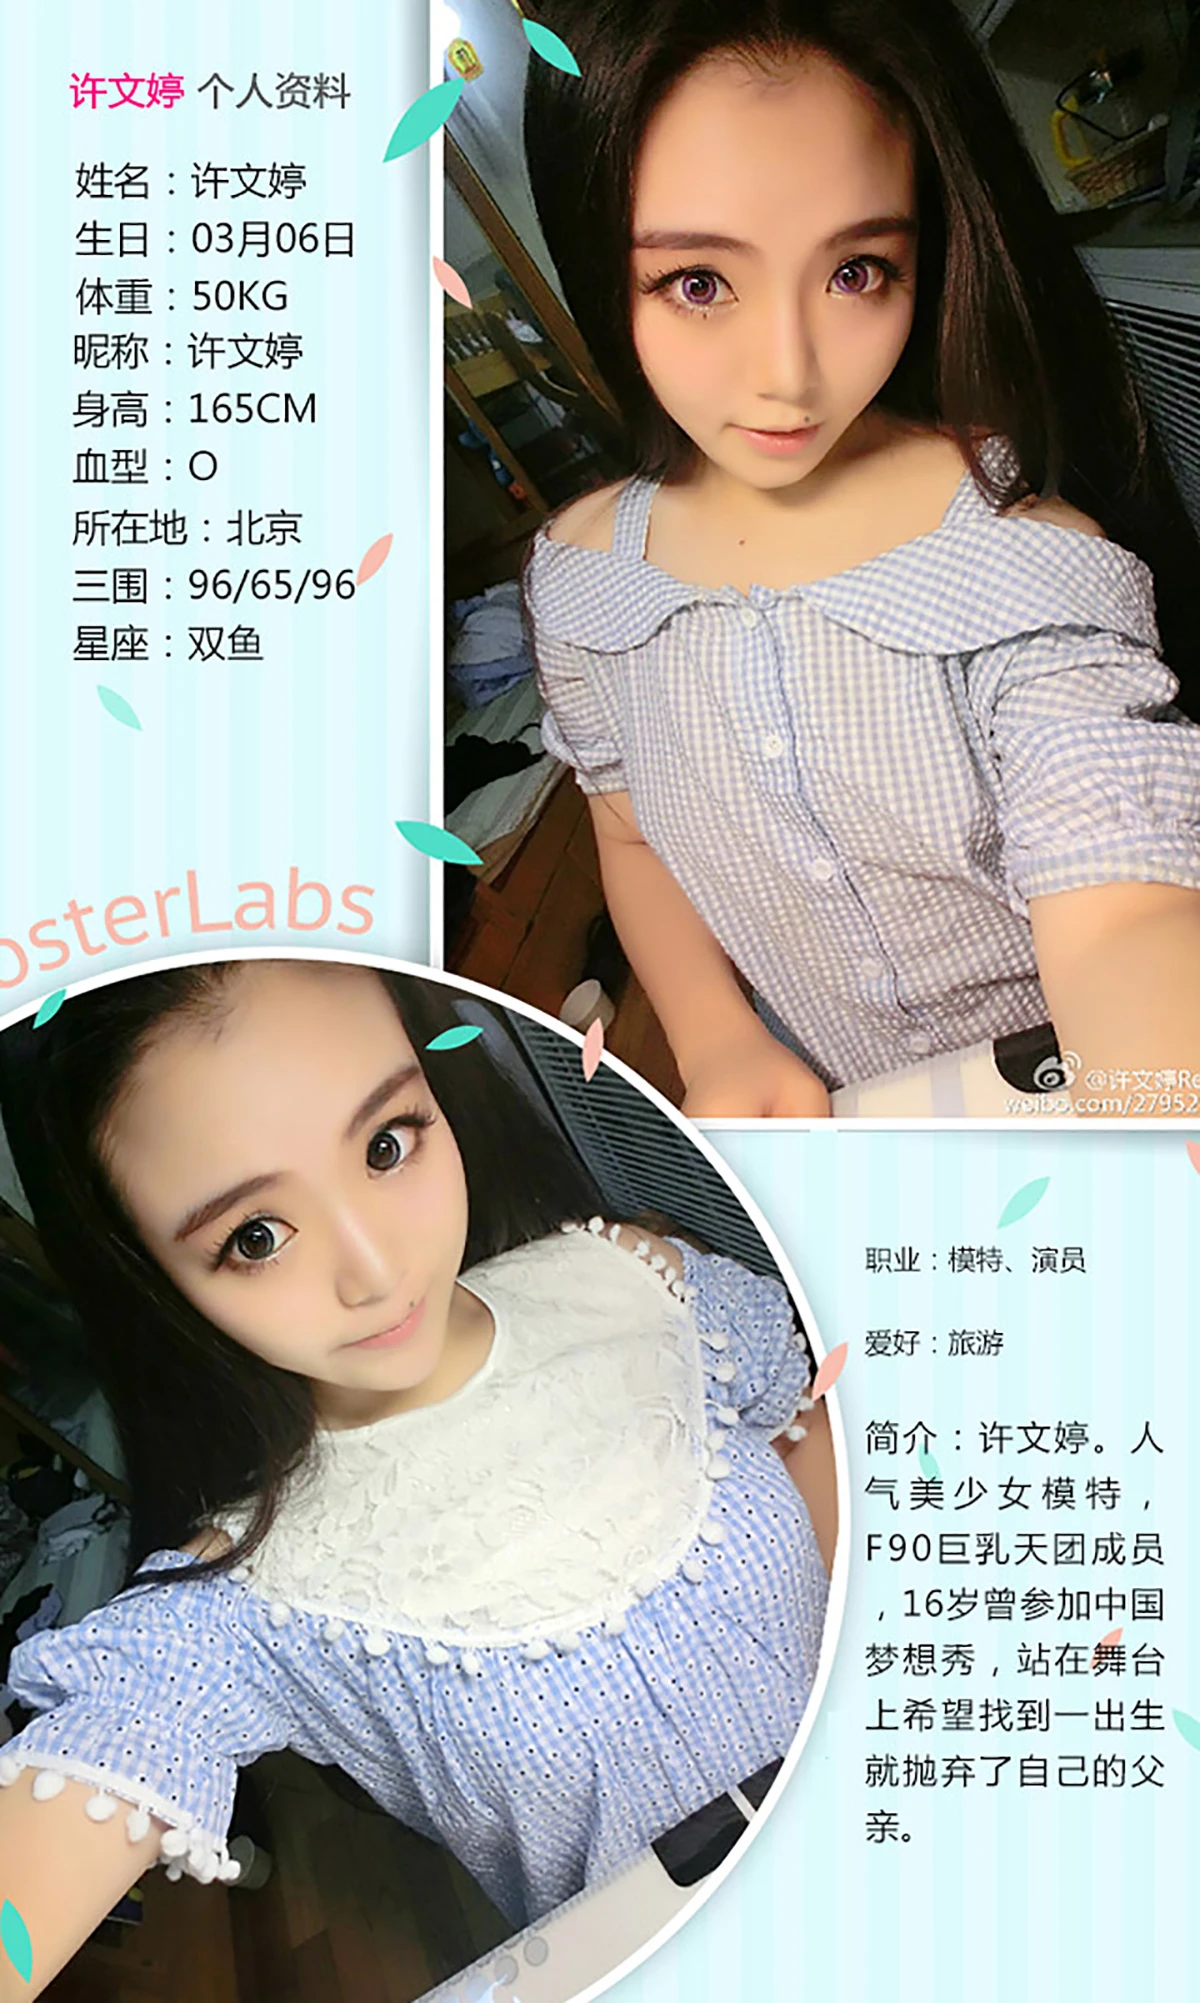 许文婷 个人资料
姓名：许文婷
生日：03月06日
体重：50KG
昵称：许文婷
身高：165CM
血型：O
所在地：北京
三围：96/65/96
星座：双鱼
osterLabs
@许文婷Re
weibo.com/27952
职业：模特、演员
爱好：旅游
简介：许文婷。人
气美少女模特，
F90巨乳天团成员
，16岁曾参加中国
梦想秀，站在舞台
上希望找到一出生
就抛弃了自己的父
亲。